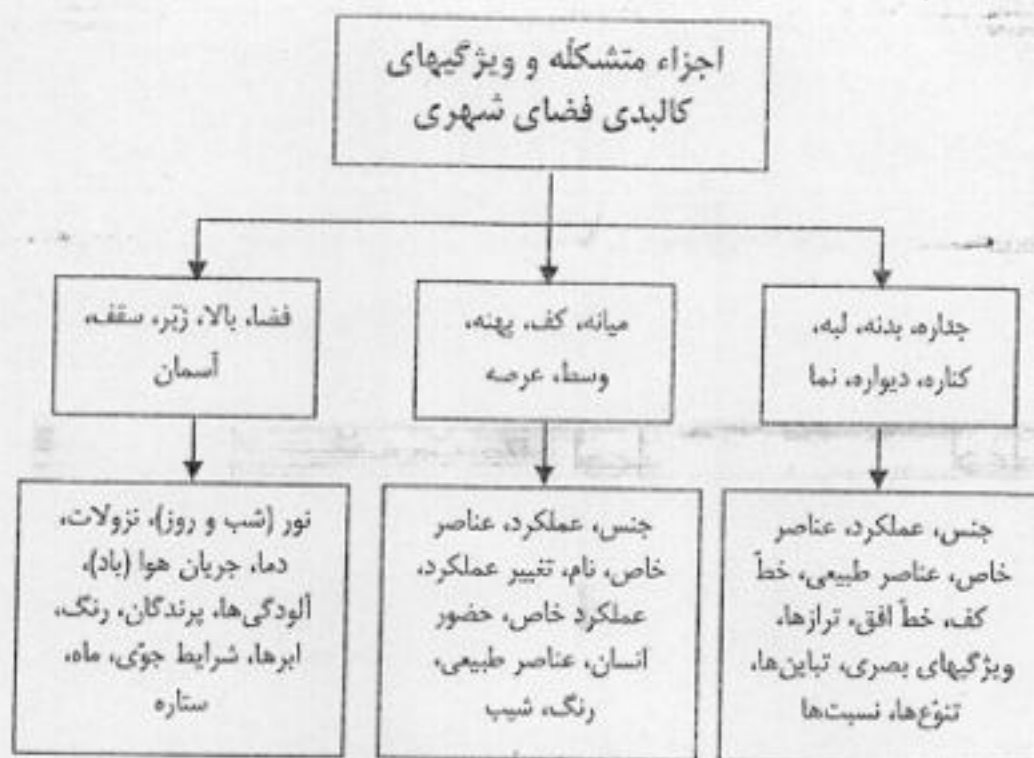 اجزاء متشکلّه و ویژگیهای
کالبدی فضای شهری
جداره، بدنه، لبه،
کناره، دیواره، نما
میانه، کف، پهنه،
وسط، عرصه
فضا، بالا، زَبَر، سقف،
آسمان
جنس، عملکرد، عناصر
خاص، عناصر طبیعی، خطّ
کف، خطّ افق، ترازها،
ویژگیهای بصری، تباین‌ها،
تنوّع‌ها، نسبت‌ها
جنس، عملکرد، عناصر
خاص، نام، تغییر عملکرد،
عملکرد خاص، حضور
انسان، عناصر طبیعی،
رنگ، شیب
نور (شب و روز)، نزولات،
دما، جریان هوا (باد)،
آلودگی‌ها، پرندگان، رنگ،
ابرها، شرایط جوّی، ماه،
ستاره